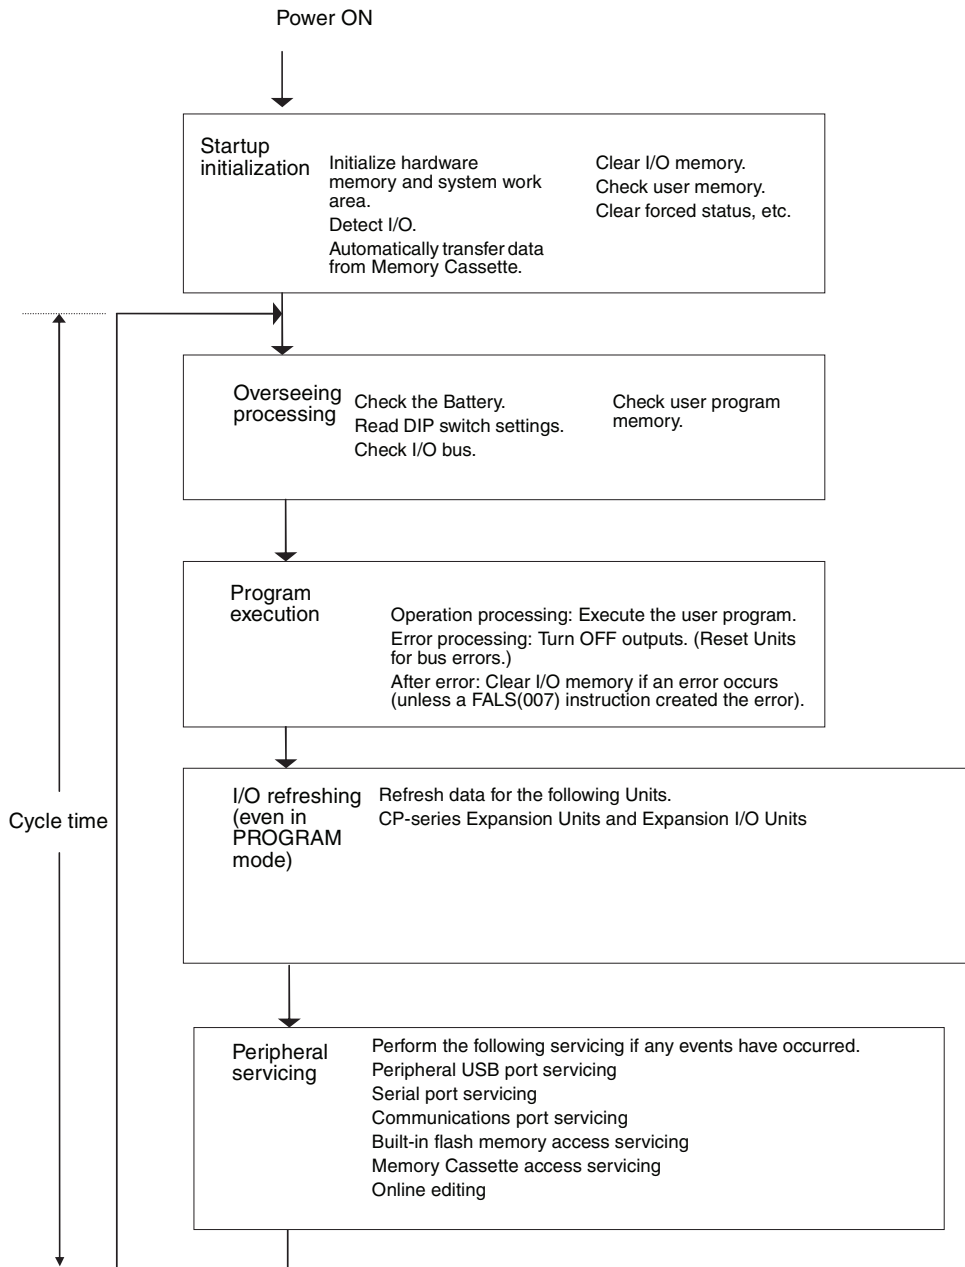 Power ON
Startup
initialization
Initialize hardware
memory and system work
area.
Detect I/O.
Automatically transfer data
from Memory Cassette.
Clear I/O memory.
Check user memory.
Clear forced status, etc.
Overseeing
processing
Check the Battery.
Read DIP switch settings.
Check I/O bus.
Check user program
memory.
Program
execution
Operation processing: Execute the user program.
Error processing: Turn OFF outputs. (Reset Units
for bus errors.)
After error: Clear I/O memory if an error occurs
(unless a FALS(007) instruction created the error).
Cycle time
I/O refreshing
(even in
PROGRAM
mode)
Refresh data for the following Units.
CP-series Expansion Units and Expansion I/O Units
Peripheral
servicing
Perform the following servicing if any events have occurred.
Peripheral USB port servicing
Serial port servicing
Communications port servicing
Built-in flash memory access servicing
Memory Cassette access servicing
Online editing